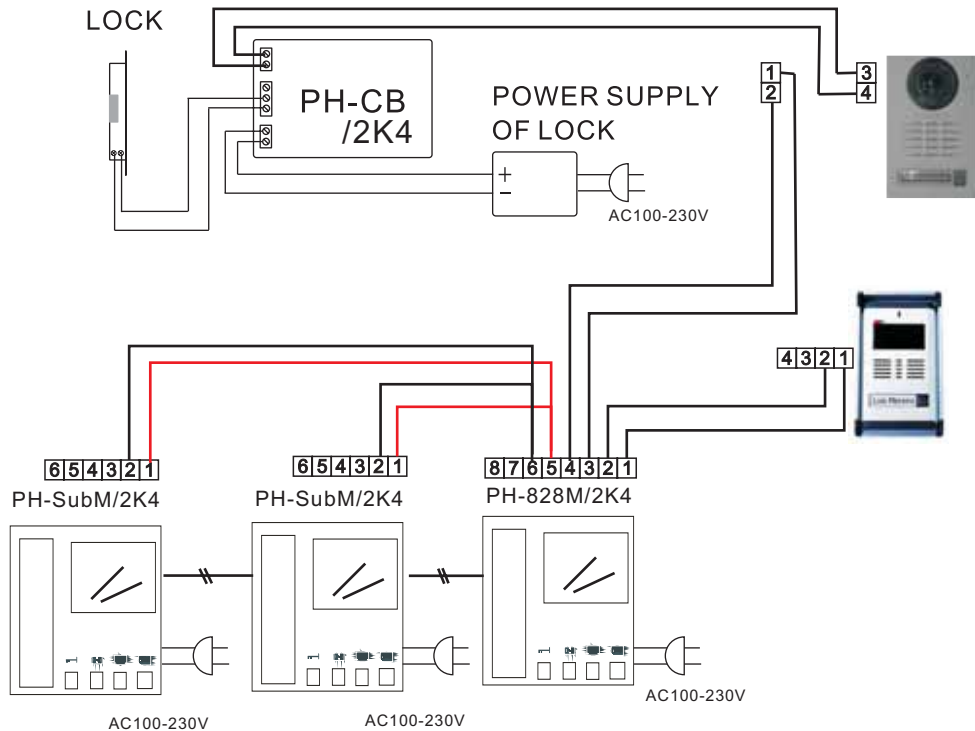 LOCK
PH-CB
/2K4
POWER SUPPLY
OF LOCK
+
−
AC100-230V
1
2
3
4
4 3 2 1
6 5 4 3 2 1
PH-SubM/2K4
6 5 4 3 2 1
PH-SubM/2K4
8 7 6 5 4 3 2 1
PH-828M/2K4
AC100-230V
AC100-230V
AC100-230V